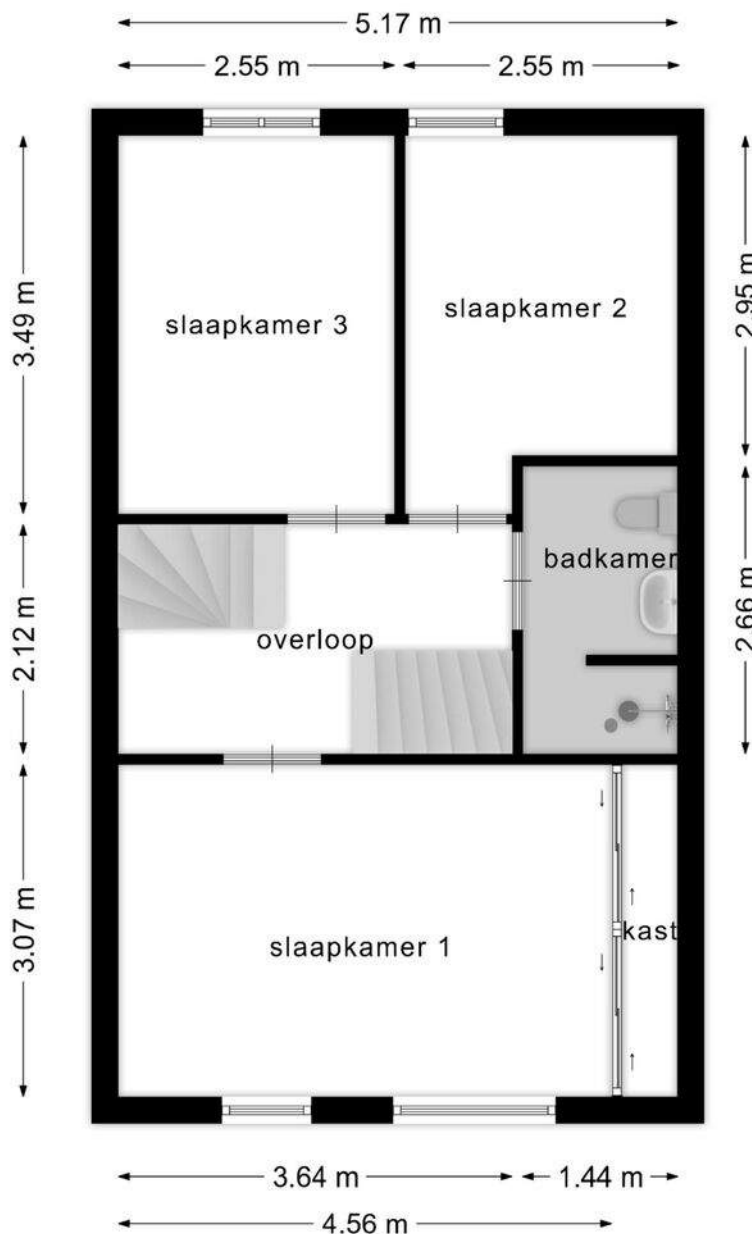 5.17 m
2.55 m
2.55 m
3.49 m
2.95 m
slaapkamer 3
slaapkamer 2
badkamer
overloop
2.12 m
2.66 m
slaapkamer 1
kast
3.07 m
3.64 m
1.44 m
4.56 m